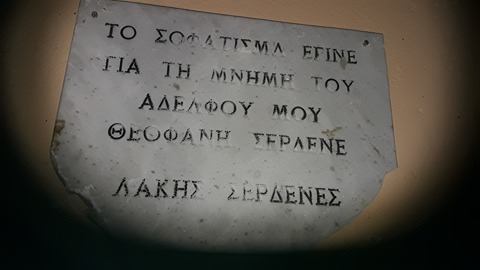 ΤΟ ΣΟΦΑΤΙΣΜΑ ΕΓΙΝΕ
ΓΙΑ ΤΗ ΜΝΗΜΗ ΤΟΥ
ΑΔΕΛΦΟΥ ΜΟΥ
ΘΕΟΦΑΝΗ ΣΕΡΔΕΝΕ
ΛΑΚΗΣ ΣΕΡΔΕΝΕΣ